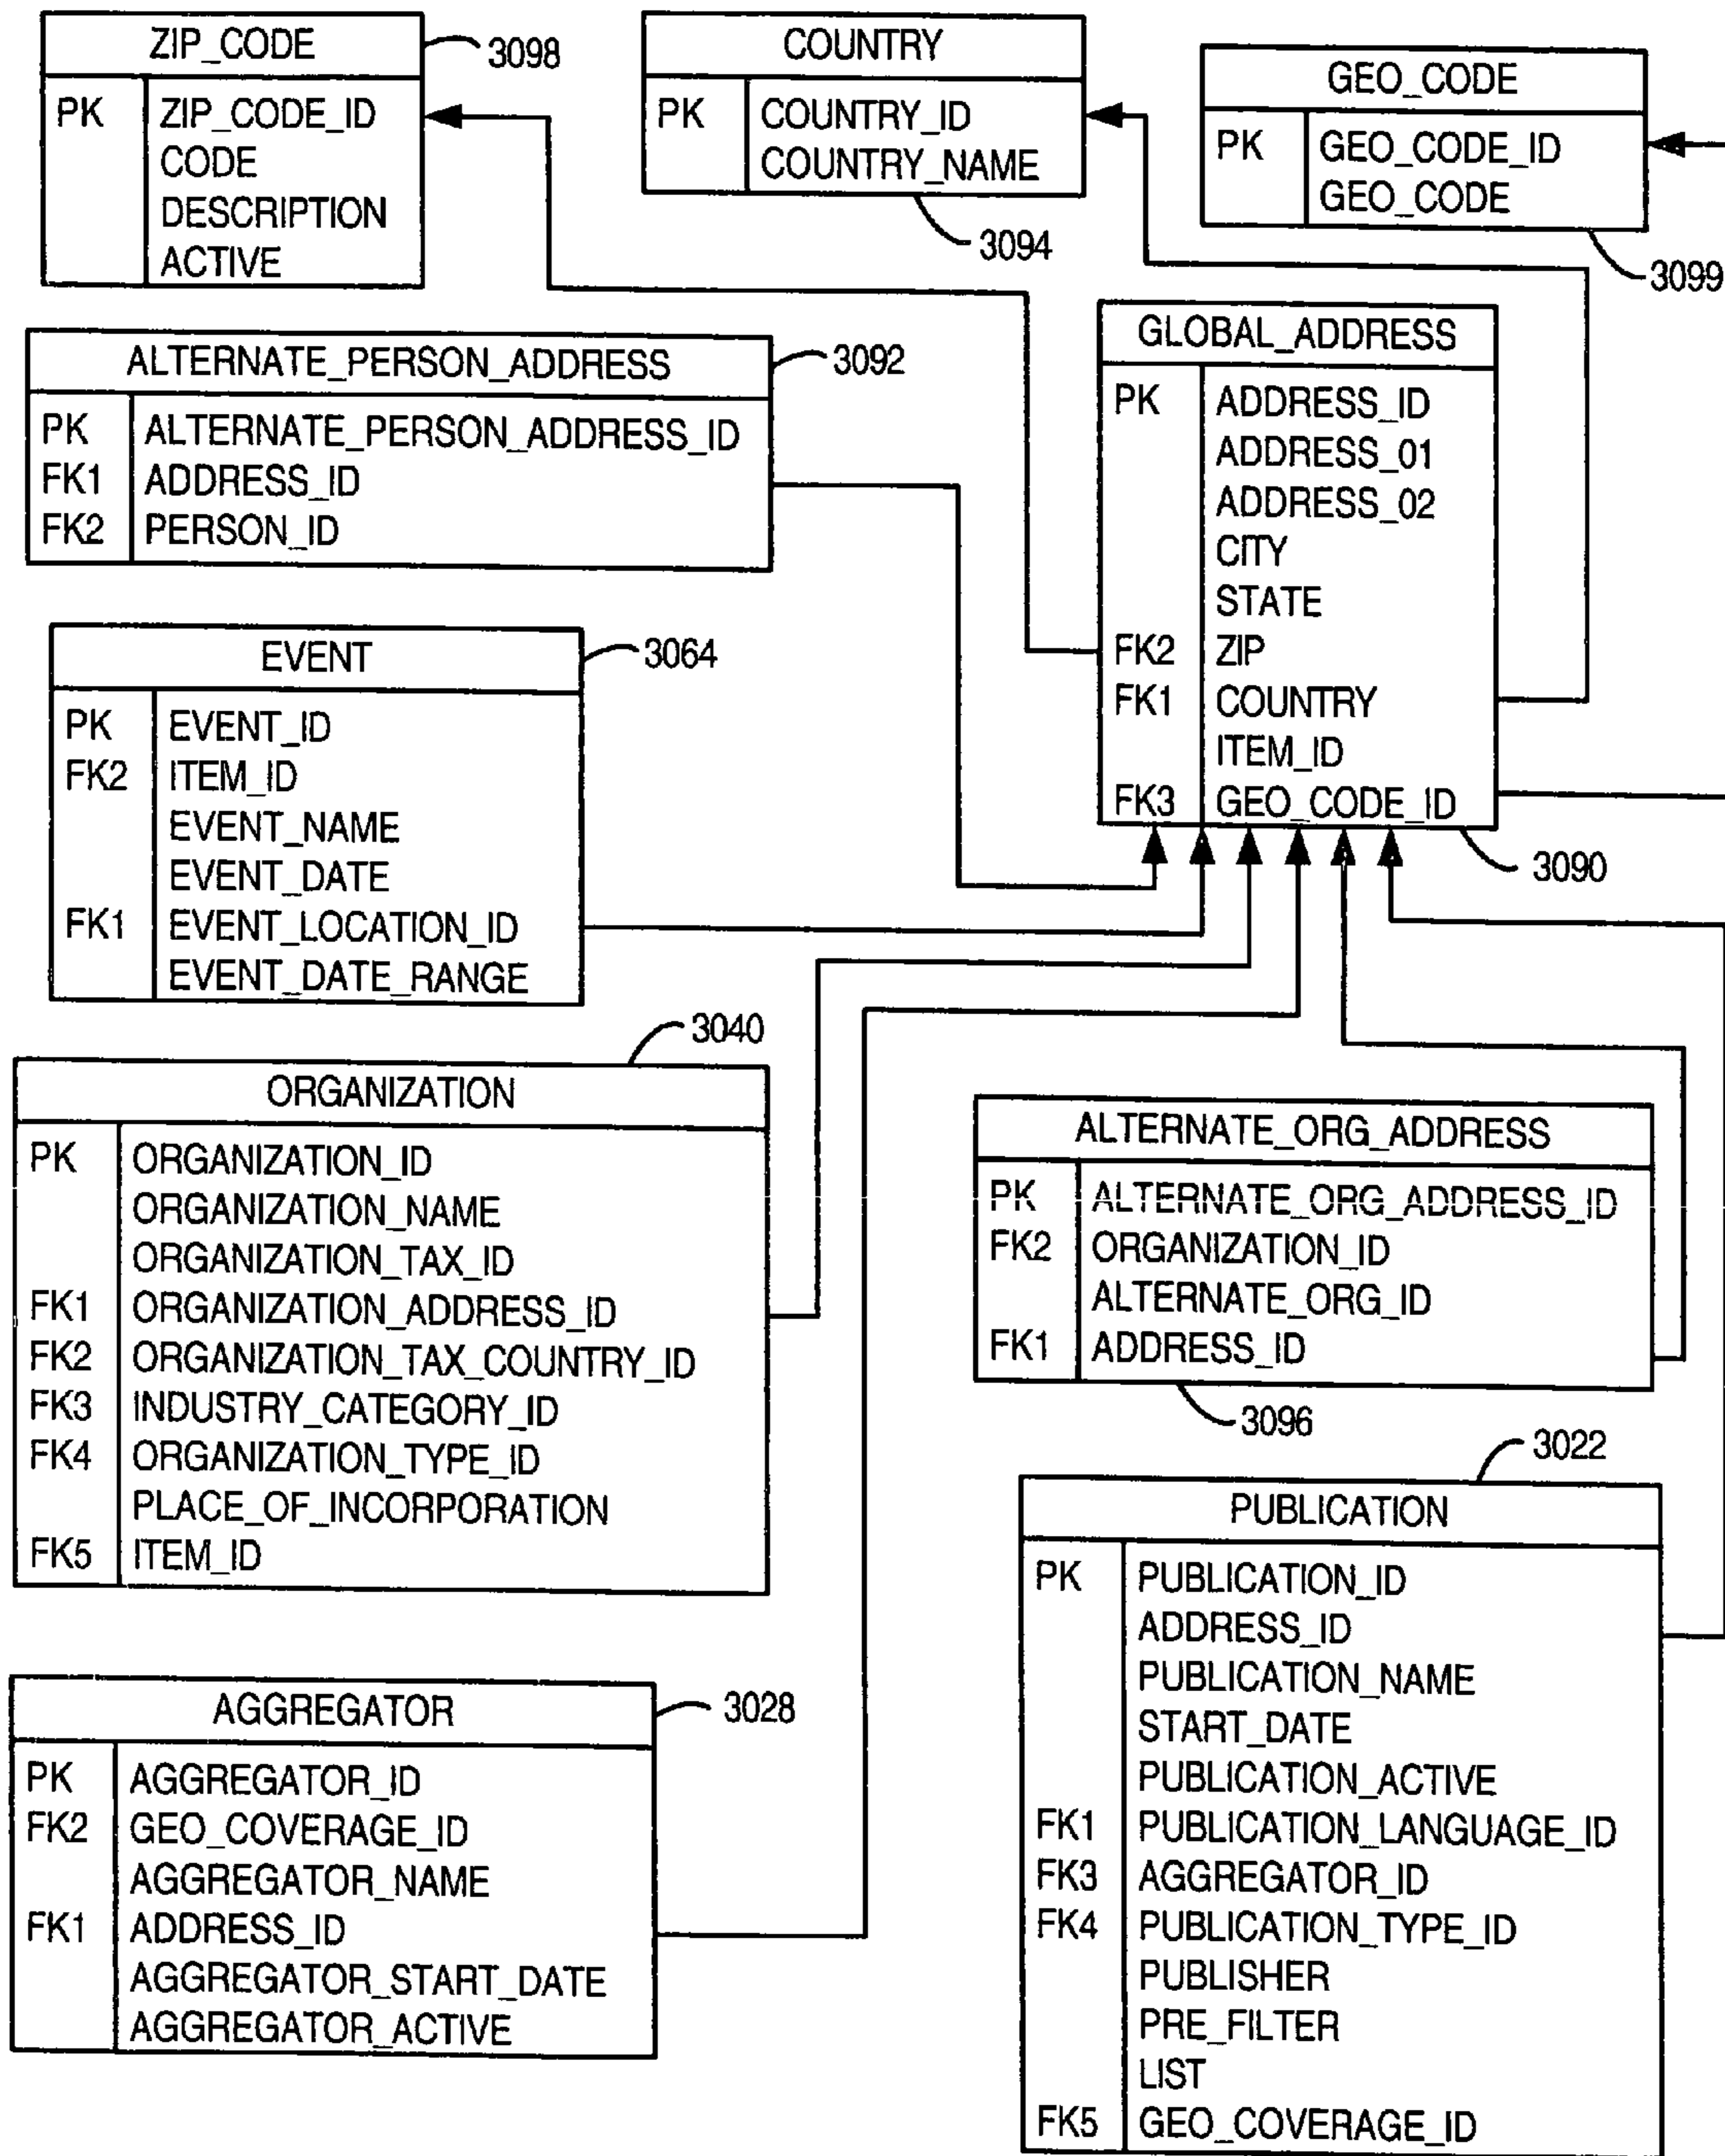 ZIP_CODE
3098
PK ZIP_CODE_ID
CODE
DESCRIPTION
ACTIVE
COUNTRY
PK COUNTRY_ID
COUNTRY_NAME
3094
GEO_CODE
PK GEO_CODE_ID
GEO_CODE
3099
ALTERNATE_PERSON_ADDRESS
3092
PK ALTERNATE_PERSON_ADDRESS_ID
FK1 ADDRESS_ID
FK2 PERSON_ID
GLOBAL_ADDRESS
PK ADDRESS_ID
ADDRESS_01
ADDRESS_02
CITY
STATE
FK2 ZIP
FK1 COUNTRY
ITEM_ID
FK3 GEO_CODE_ID
3090
EVENT
3064
PK EVENT_ID
FK2 ITEM_ID
EVENT_NAME
EVENT_DATE
FK1 EVENT_LOCATION_ID
EVENT_DATE_RANGE
3040
ORGANIZATION
PK ORGANIZATION_ID
ORGANIZATION_NAME
ORGANIZATION_TAX_ID
FK1 ORGANIZATION_ADDRESS_ID
FK2 ORGANIZATION_TAX_COUNTRY_ID
FK3 INDUSTRY_CATEGORY_ID
FK4 ORGANIZATION_TYPE_ID
PLACE_OF_INCORPORATION
FK5 ITEM_ID
ALTERNATE_ORG_ADDRESS
PK ALTERNATE_ORG_ADDRESS_ID
FK2 ORGANIZATION_ID
ALTERNATE_ORG_ID
FK1 ADDRESS_ID
3096
AGGREGATOR
3028
PK AGGREGATOR_ID
FK2 GEO_COVERAGE_ID
AGGREGATOR_NAME
FK1 ADDRESS_ID
AGGREGATOR_START_DATE
AGGREGATOR_ACTIVE
3022
PUBLICATION
PK PUBLICATION_ID
ADDRESS_ID
PUBLICATION_NAME
START_DATE
PUBLICATION_ACTIVE
FK1 PUBLICATION_LANGUAGE_ID
FK3 AGGREGATOR_ID
FK4 PUBLICATION_TYPE_ID
PUBLISHER
PRE_FILTER
LIST
FK5 GEO_COVERAGE_ID